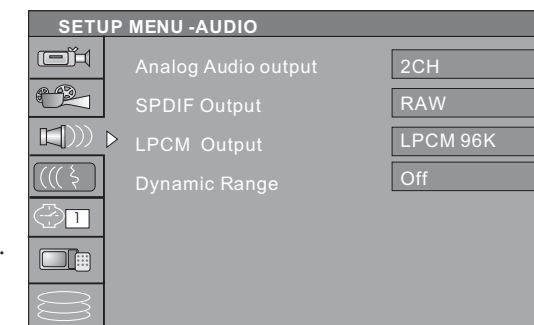 SETUP MENU -AUDIO
Analog Audio output 2CH
SPDIF Output RAW
LPCM Output LPCM 96K
Dynamic Range Off
1
.